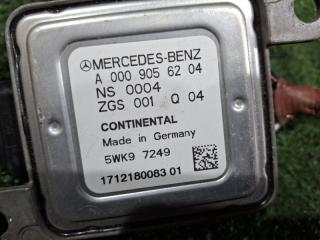 MERCEDES-BENZ
A 000 905 62 04
NS 0004
ZGS 001 Q 04
CONTINENTAL
Made in Germany
5WK9 7249
1712180083 01